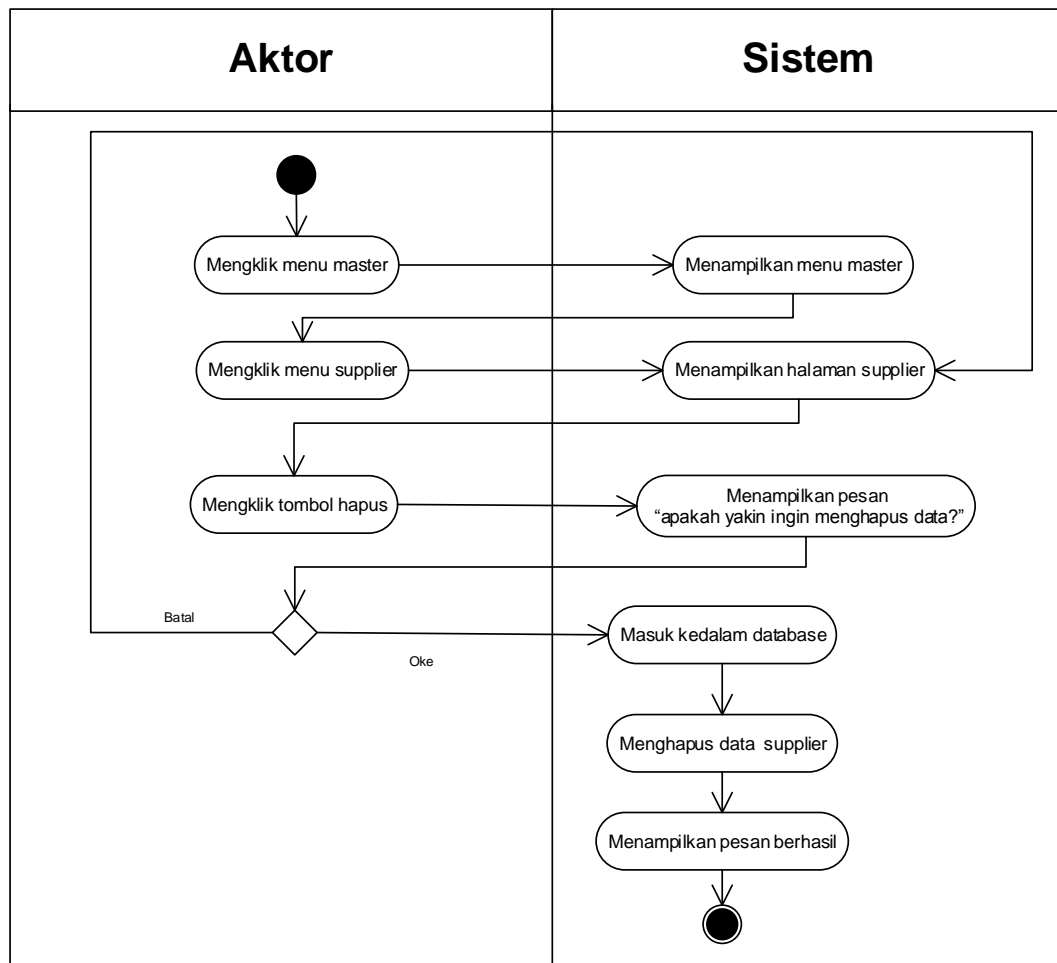 Aktor
Sistem
Mengklik menu master
Menampilkan menu master
Mengklik menu supplier
Menampilkan halaman supplier
Mengklik tombol hapus
Menampilkan pesan
“apakah yakin ingin menghapus data?”
Batal
Oke
Masuk kedalam database
Menghapus data supplier
Menampilkan pesan berhasil